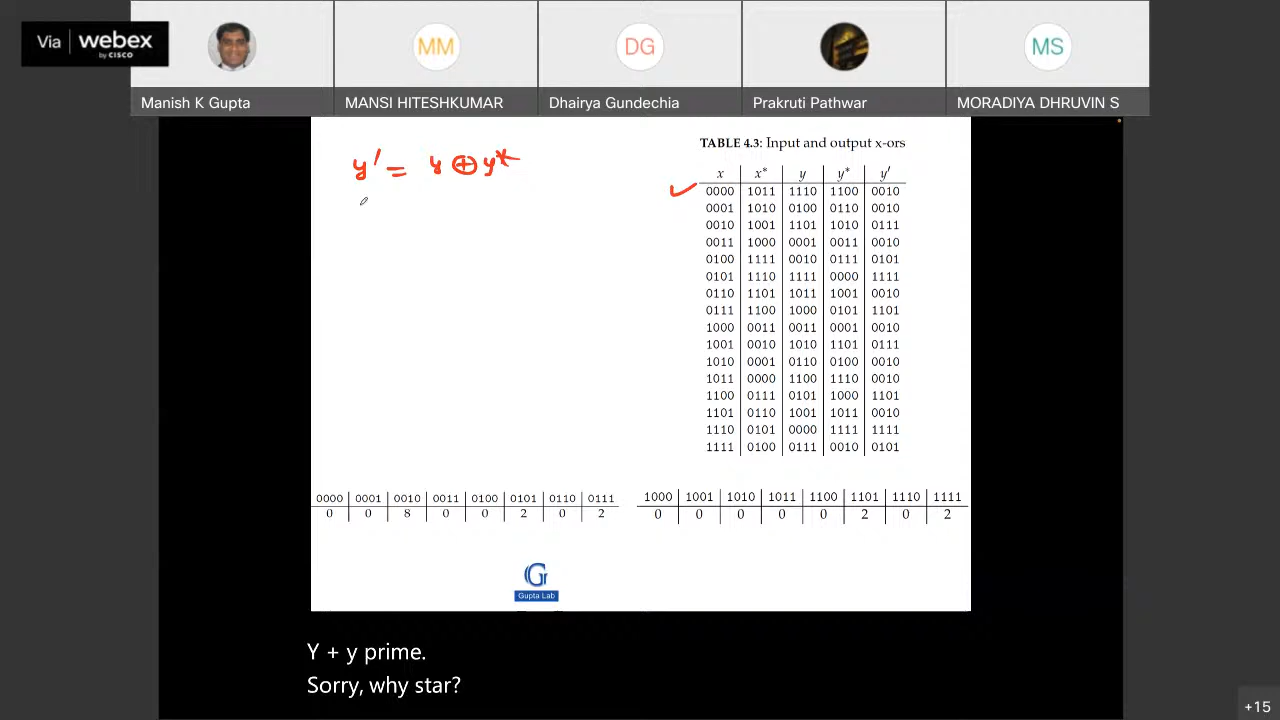 Via webex
by CISCO
MM
DG
MS
Manish K Gupta
MANSI HITESHKUMAR
Dhairya Gundechia
Prakruti Pathwar
MORADIYA DHRUVIN S
y' = y ⊕ y*
TABLE 4.3: Input and output x-ors
x x* y y* y'
0000 1011 1110 1100 0010
0001 1010 0100 0110 0010
0010 1001 1101 1010 0111
0011 1000 0001 0011 0010
0100 1111 0010 0111 0101
0101 1110 1111 0000 1111
0110 1101 1011 1001 0010
0111 1100 1000 0101 1101
1000 0011 0011 0001 0010
1001 0010 1010 1101 0111
1010 0001 0110 0100 0010
1011 0000 1100 1110 0010
1100 0111 0101 1000 1101
1101 0110 1001 1011 0010
1110 0101 0000 1111 1111
1111 0100 0111 0010 0101
0000 0001 0010 0011 0100 0101 0110 0111
0 0 8 0 0 2 0 2
1000 1001 1010 1011 1100 1101 1110 1111
0 0 0 0 0 2 0 2
G
Gupta Lab
Y + y prime.
Sorry, why star?
+15